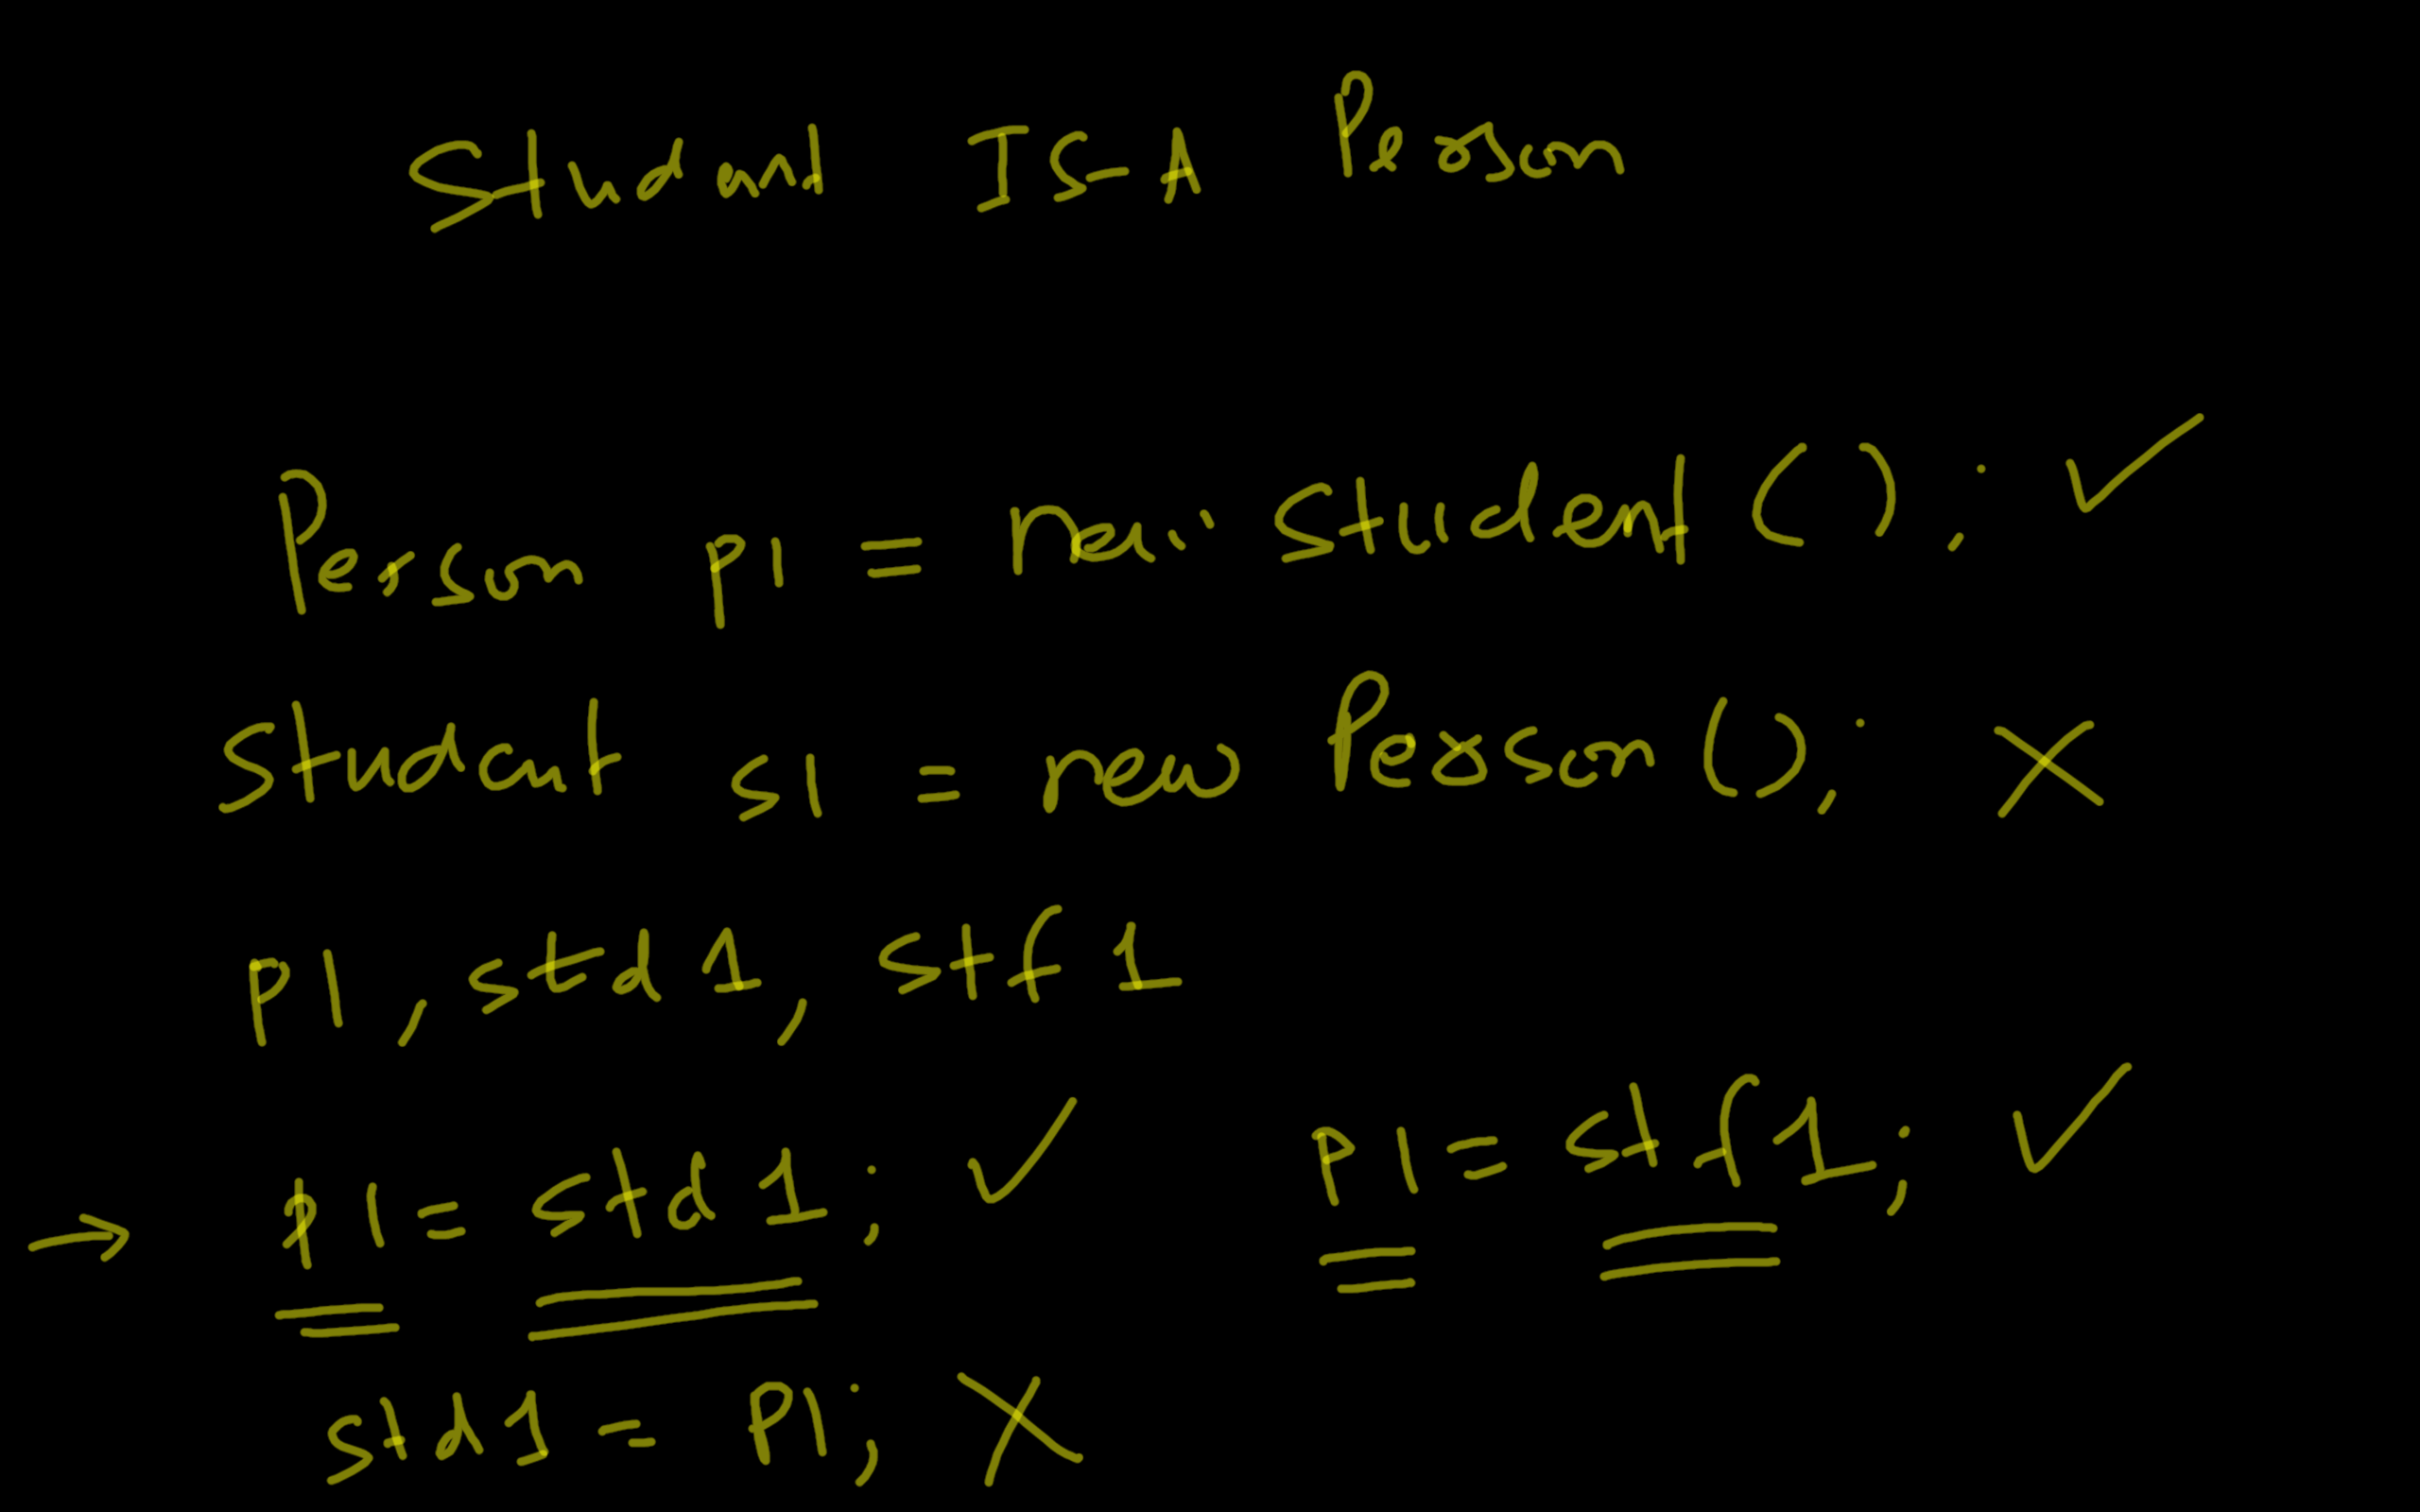 Student IS-A Person
Person p1 = new Student(); ✓
Student s1 = new Person(); ✗
p1, std1, stf1
→ p1 = std1; ✓ p1 = stf1; ✓
std1 = p1; ✗